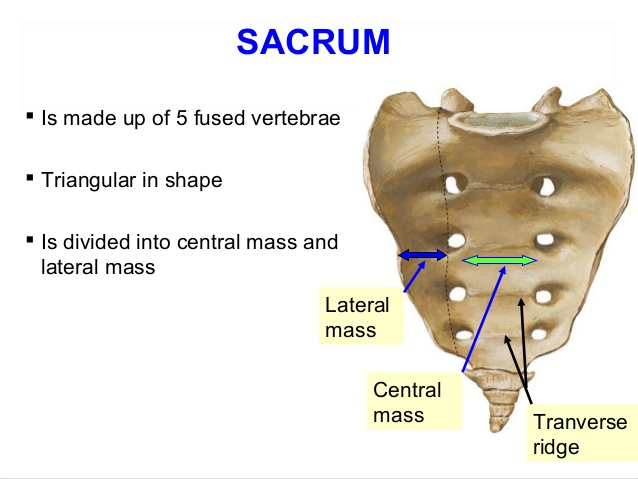 SACRUM
▪ Is made up of 5 fused vertebrae
▪ Triangular in shape
▪ Is divided into central mass and
lateral mass
Lateral
mass
Central
mass
Tranverse
ridge